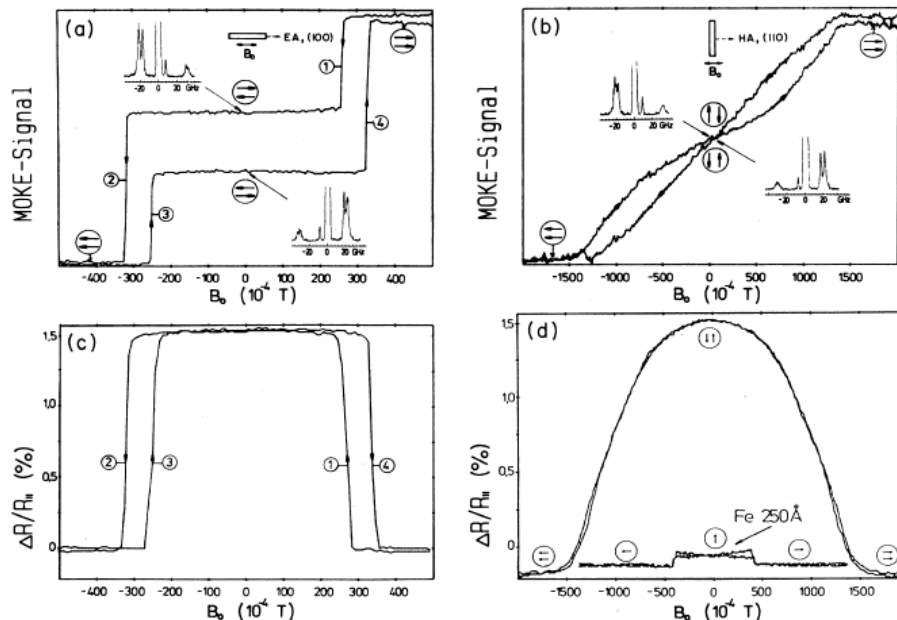 (a)
EA, (100)
B₀
①
-20 0 20 GHz
④
②
③
-20 0 20 GHz
MOKE-Signal
-400 -300 -200 -100 0 100 200 300 400
B₀ (10⁻⁴ T)
(b)
HA, (110)
B₀
-20 0 20 GHz
-20 0 20 GHz
MOKE-Signal
-1500 -1000 -500 0 500 1000 1500
B₀ (10⁻⁴ T)
(c)
1,5
1,0
② ③ ① ④
0,5
0
ΔR/R_II (%)
-400 -300 -200 -100 0 100 200 300 400
B₀ (10⁻⁴ T)
(d)
1,5
1,0
0,5
Fe 250Å
0
ΔR/R_II (%)
-2000 -1500 -1000 -500 0 500 1000 1500
B₀ (10⁻⁴ T)